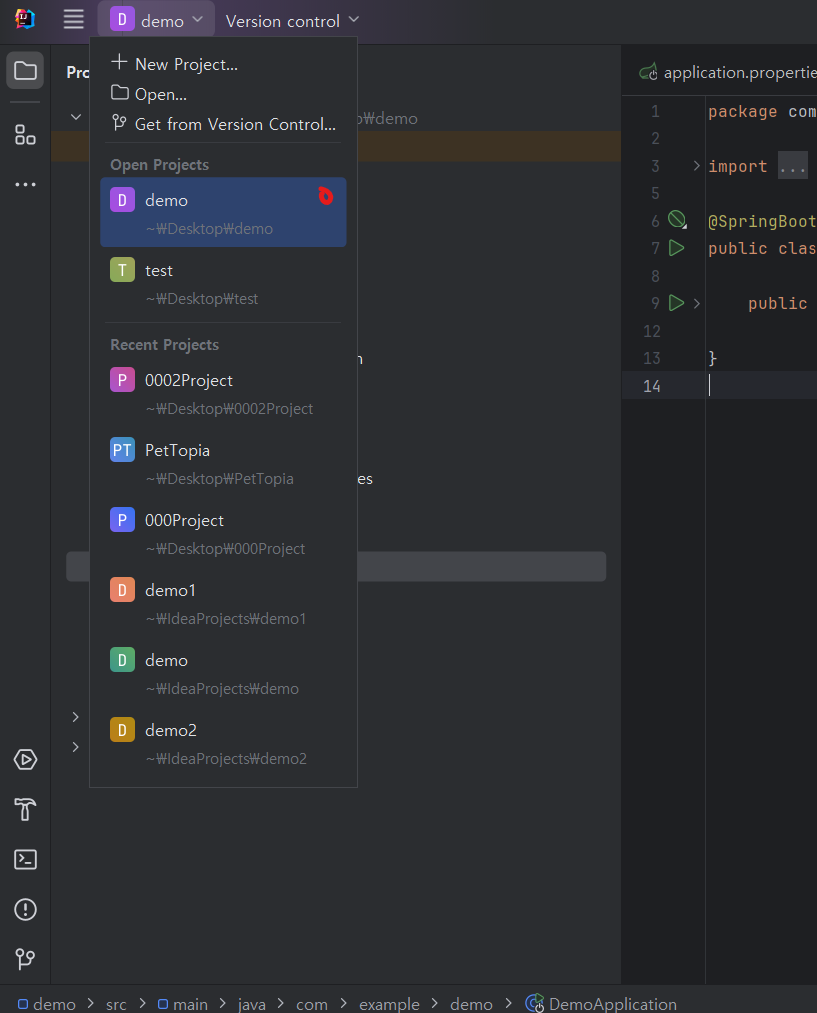 D demo Version control
New Project...
Open...
Get from Version Control...
Open Projects
D demo
~₩Desktop₩demo
T test
~₩Desktop₩test
Recent Projects
P 0002Project
~₩Desktop₩0002Project
PT PetTopia
~₩Desktop₩PetTopia
P 000Project
~₩Desktop₩000Project
D demo1
~₩IdeaProjects₩demo1
D demo
~₩IdeaProjects₩demo
D demo2
~₩IdeaProjects₩demo2
₩demo
es
application.propertie
1 package com
2
3 import ...
5
6 @SpringBoot
7 public clas
8
9 public
12
13 }
14
demo > src > main > java > com > example > demo > DemoApplication